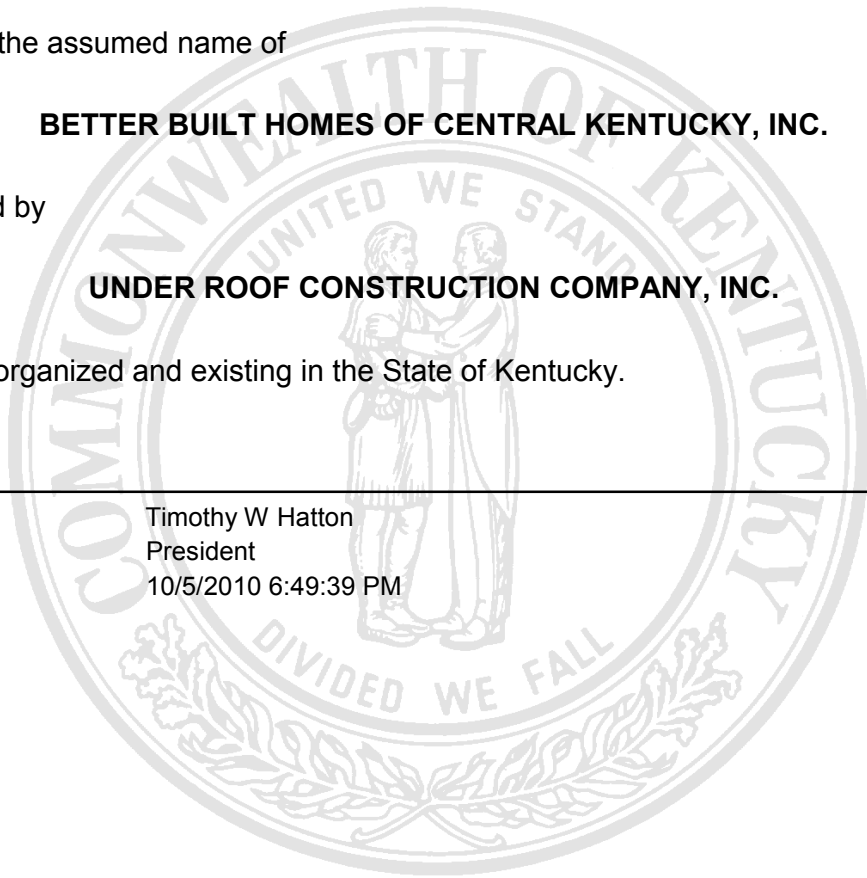 the assumed name of
BETTER BUILT HOMES OF CENTRAL KENTUCKY, INC.
d by
UNDER ROOF CONSTRUCTION COMPANY, INC.
organized and existing in the State of Kentucky.
Timothy W Hatton
President
10/5/2010 6:49:39 PM
COMMONWEALTH OF KENTUCKY
UNITED WE STAND
DIVIDED WE FALL